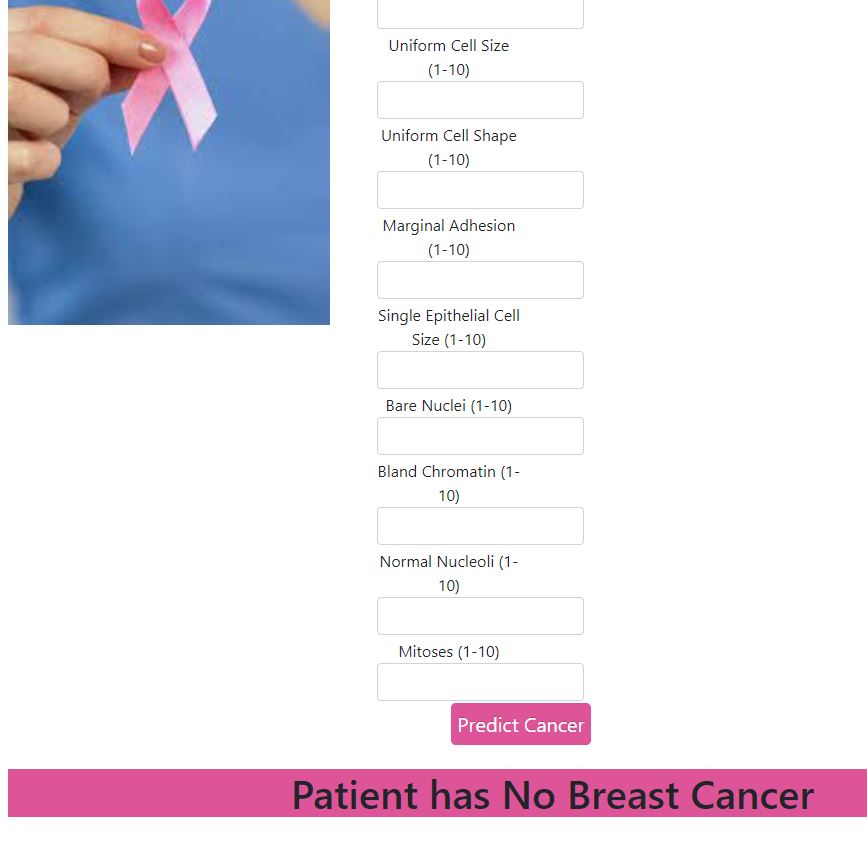 Uniform Cell Size
(1-10)
Uniform Cell Shape
(1-10)
Marginal Adhesion
(1-10)
Single Epithelial Cell
Size (1-10)
Bare Nuclei (1-10)
Bland Chromatin (1-
10)
Normal Nucleoli (1-
10)
Mitoses (1-10)
Predict Cancer
Patient has No Breast Cancer